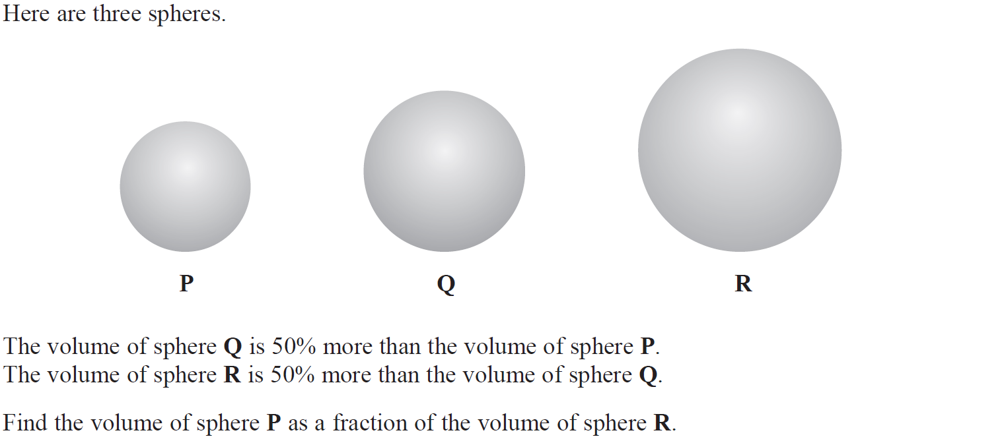 Here are three spheres.
P
Q
R
The volume of sphere Q is 50% more than the volume of sphere P.
The volume of sphere R is 50% more than the volume of sphere Q.
Find the volume of sphere P as a fraction of the volume of sphere R.